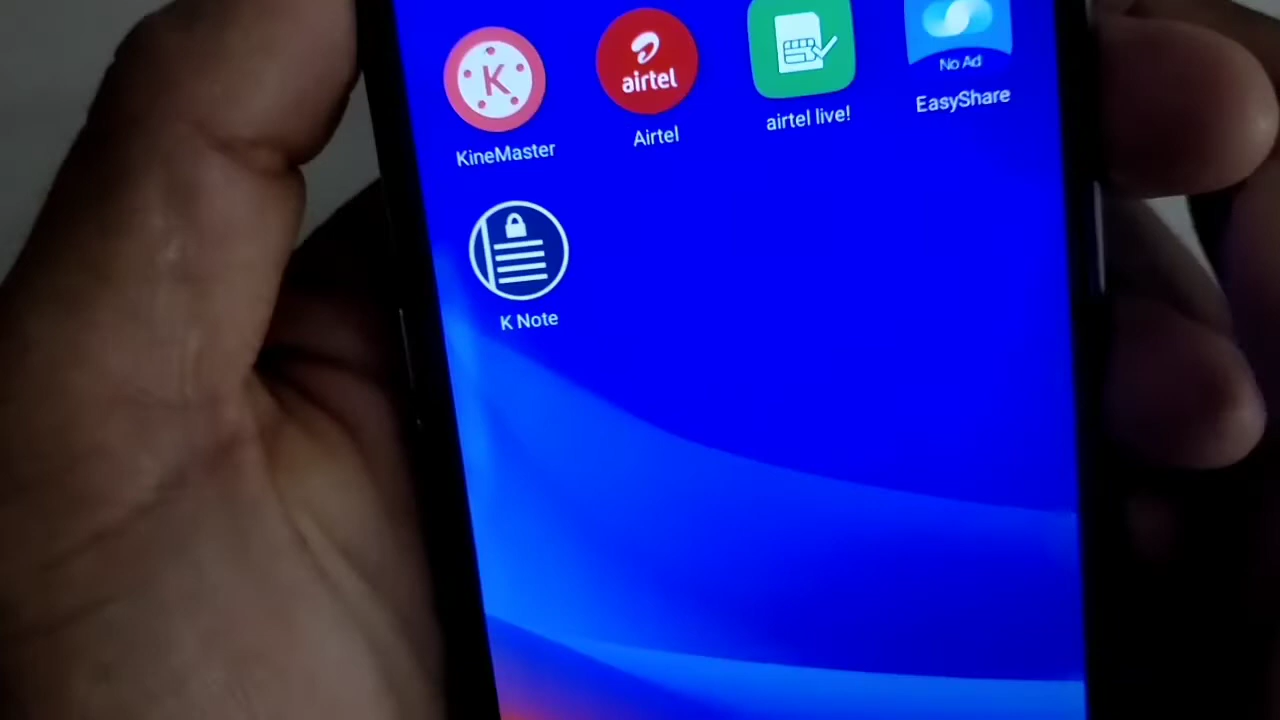 K
airtel
No Ad
KineMaster
Airtel
airtel live!
EasyShare
K Note